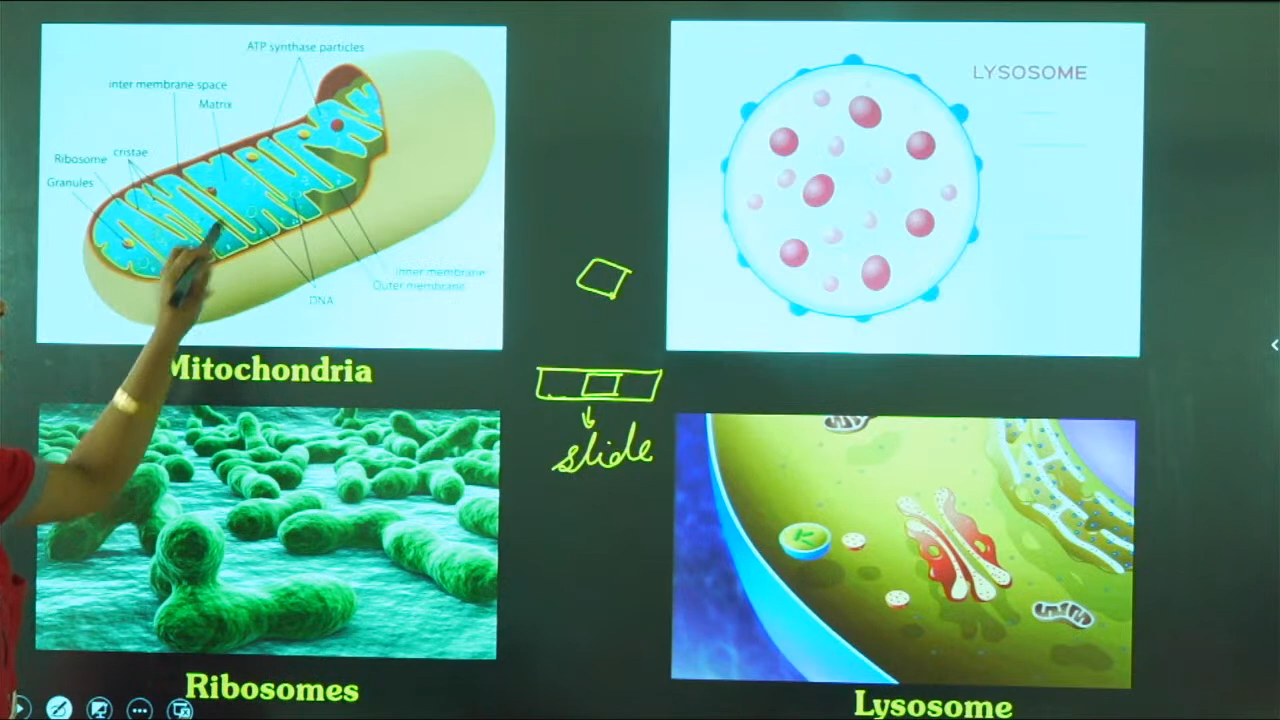 ATP synthase particles
inter membrane space
Matrix
cristae
Ribosome
Granules
inner membrane
Outer membrane
DNA
Mitochondria
LYSOSOME
slide
Ribosomes
Lysosome